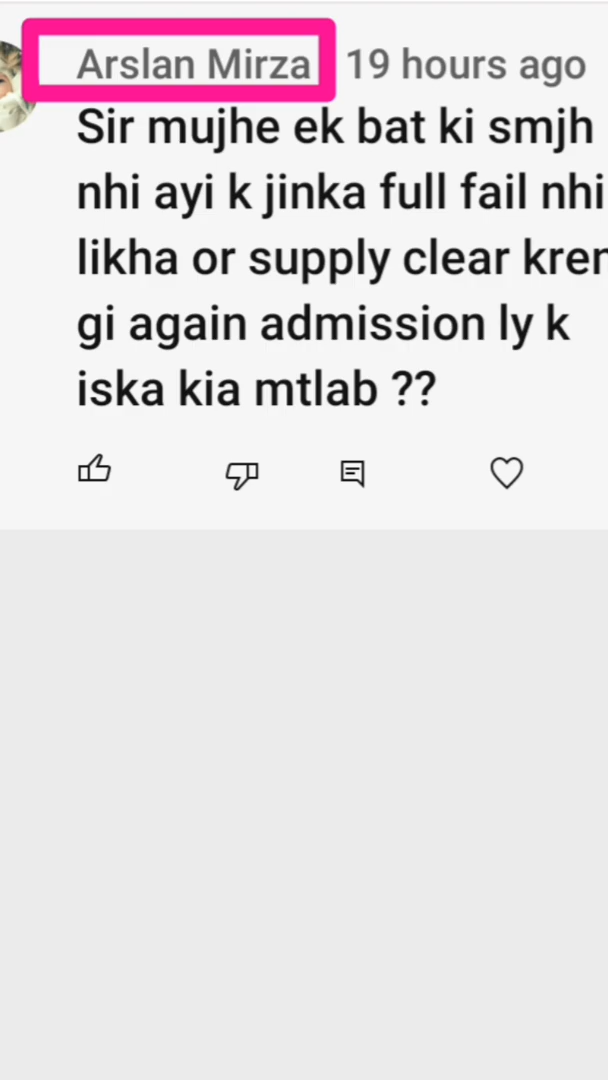 Arslan Mirza 19 hours ago
Sir mujhe ek bat ki smjh
nhi ayi k jinka full fail nhi
likha or supply clear kren
gi again admission ly k
iska kia mtlab ??